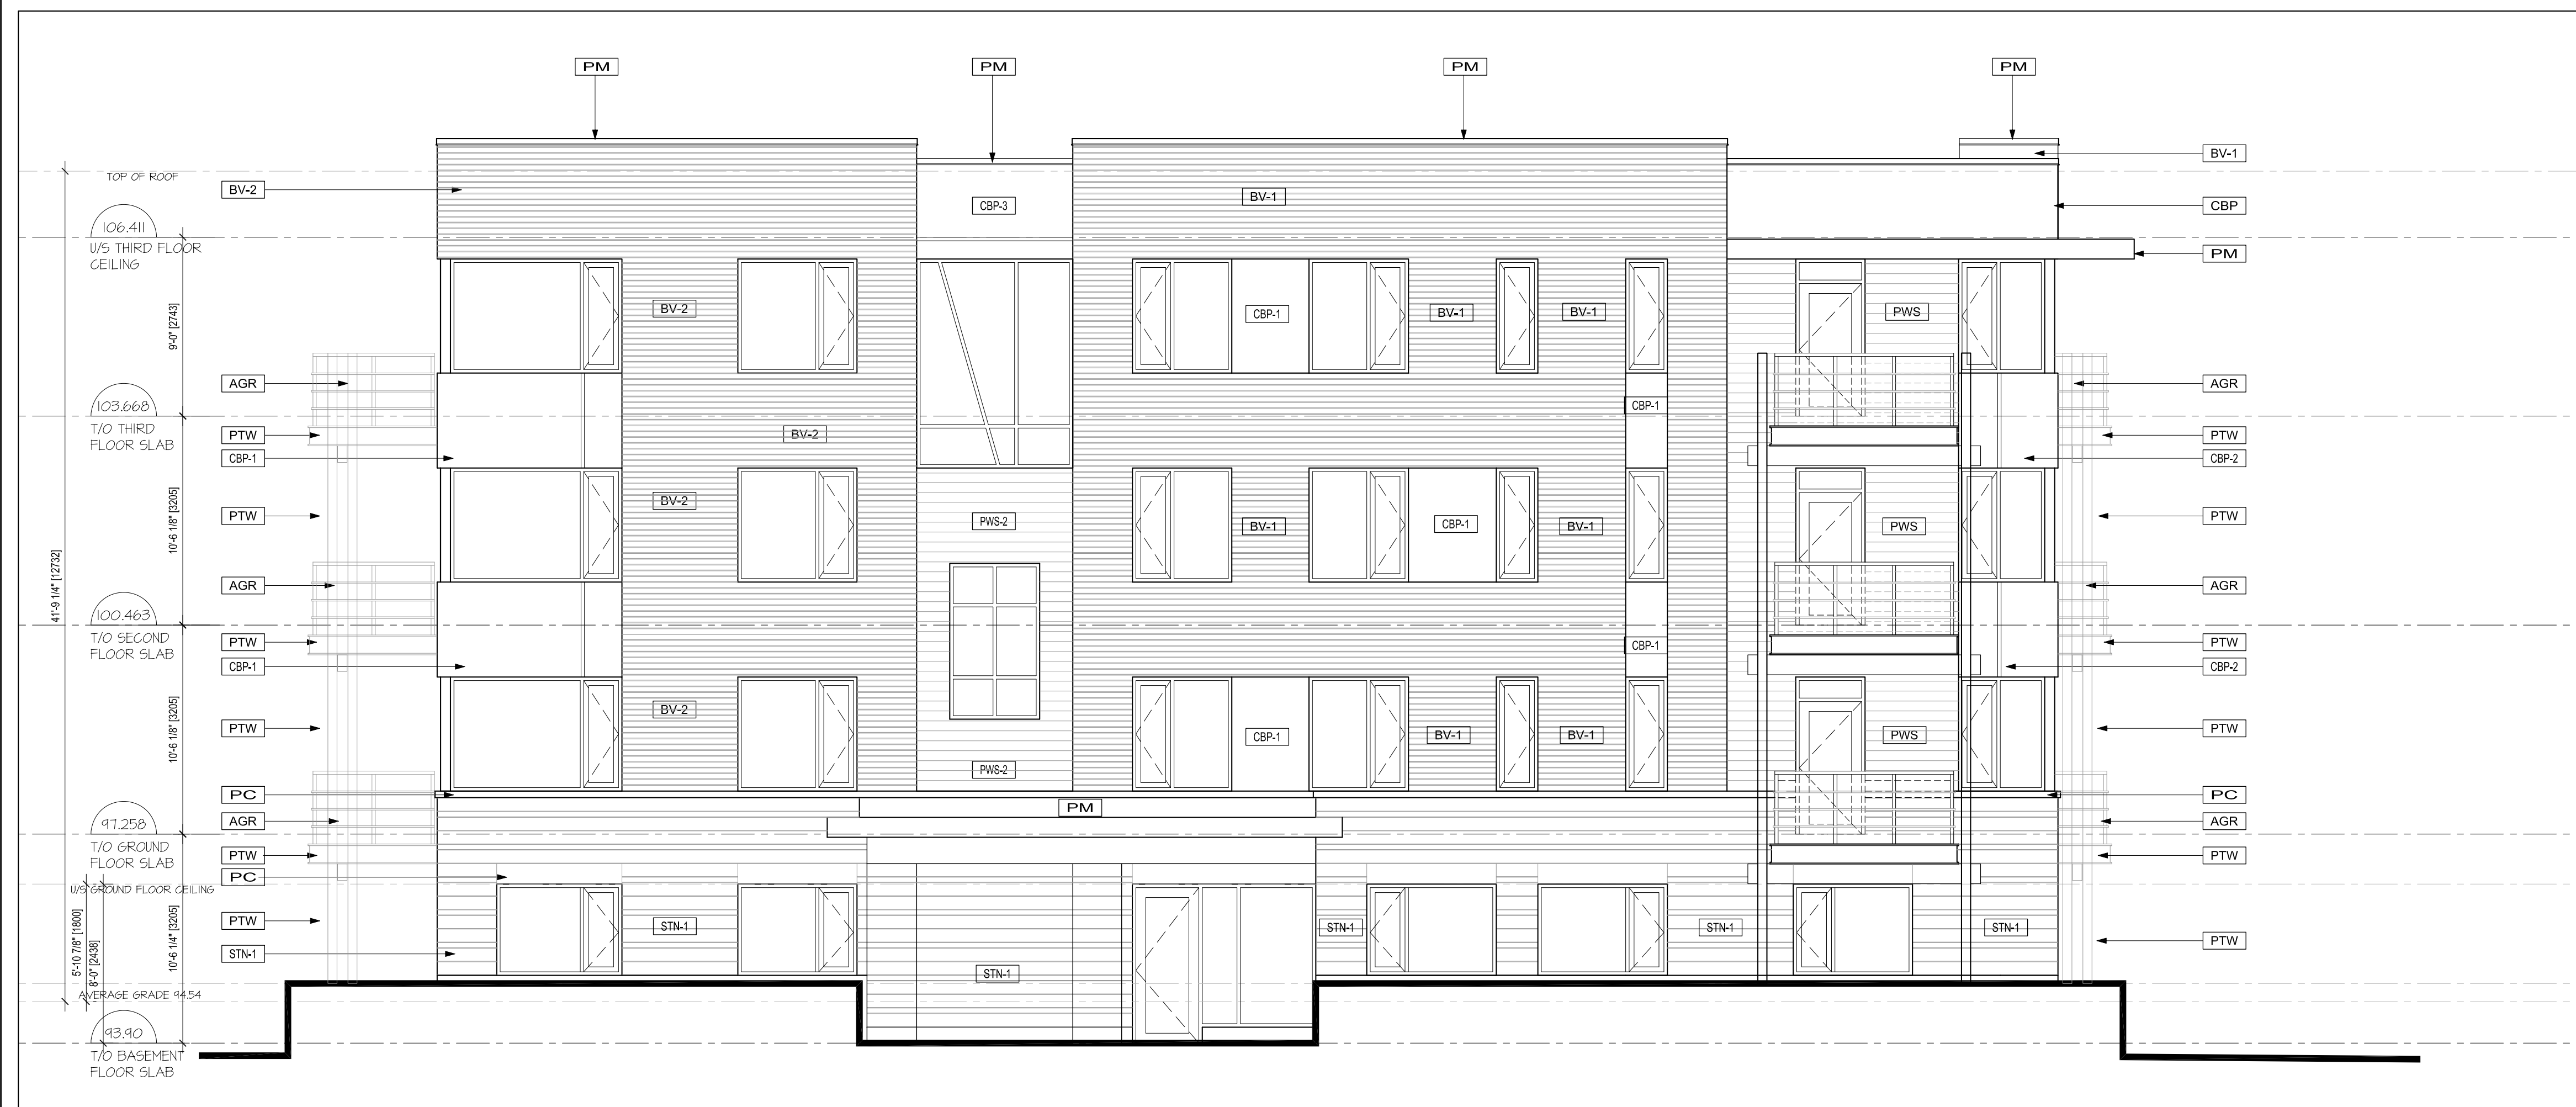 PM PM PM PM
BV-1
TOP OF ROOF
BV-2
BV-1
CBP-3
CBP
106.411
U/S THIRD FLOOR
CEILING
PM
9'-0" [2743]
BV-2
CBP-1
BV-1
BV-1
PWS
AGR
AGR
103.668
T/O THIRD
FLOOR SLAB
CBP-1
PTW
BV-2
PTW
CBP-1
CBP-2
10'-6 1/8" [3205]
BV-2
PTW
PWS-2
BV-1
CBP-1
BV-1
PWS
PTW
41'-9 1/4" [12732]
AGR
AGR
100.463
T/O SECOND
FLOOR SLAB
PTW
CBP-1
PTW
CBP-1
CBP-2
10'-6 1/8" [3205]
BV-2
PTW
CBP-1
BV-1
BV-1
PWS
PTW
PWS-2
PC
PM
PC
AGR
AGR
97.258
T/O GROUND
FLOOR SLAB
PTW
PTW
PC
U/S GROUND FLOOR CEILING
PTW
STN-1
STN-1
STN-1
STN-1
PTW
STN-1
STN-1
5'-10 7/8" [1800]
8'-0" [2438]
10'-6 1/4" [3205]
AVERAGE GRADE 94.54
93.90
T/O BASEMENT
FLOOR SLAB